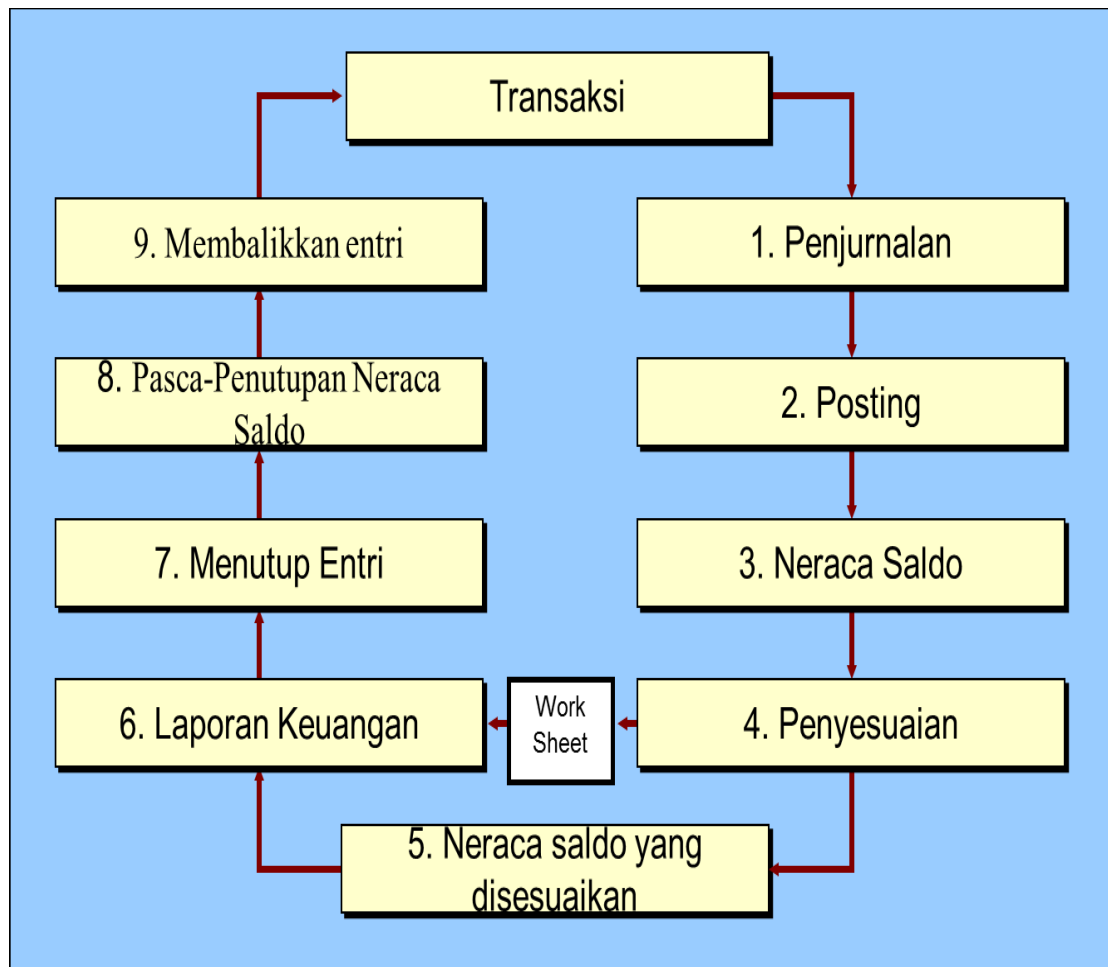 Transaksi
1. Penjurnalan
2. Posting
3. Neraca Saldo
4. Penyesuaian
Work
Sheet
5. Neraca saldo yang
disesuaikan
6. Laporan Keuangan
7. Menutup Entri
8. Pasca-Penutupan Neraca
Saldo
9. Membalikkan entri